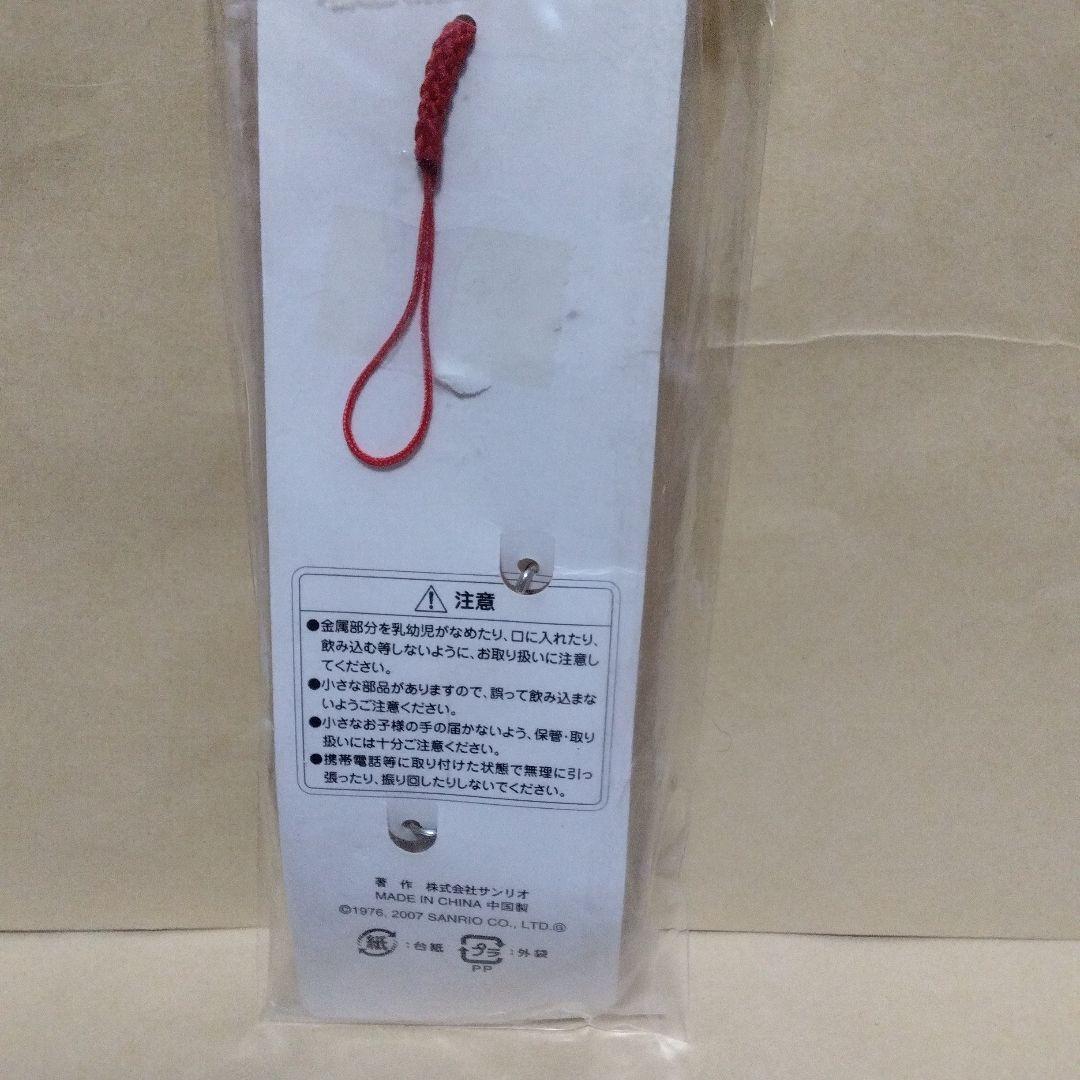 注意
●金属部分を乳幼児がなめたり、口に入れたり、
飲み込む等しないように、お取り扱いに注意し
てください。
●小さな部品がありますので、誤って飲み込まな
いようご注意ください。
●小さなお子様の手の届かないよう、保管・取り
扱いには十分ご注意ください。
●携帯電話等に取り付けた状態で無理に引っ
張ったり、振り回したりしないでください。
著 作 株式会社サンリオ
MADE IN CHINA 中国製
©1976, 2007 SANRIO CO., LTD.Ⓖ
紙 :台紙 プラ :外袋
PP